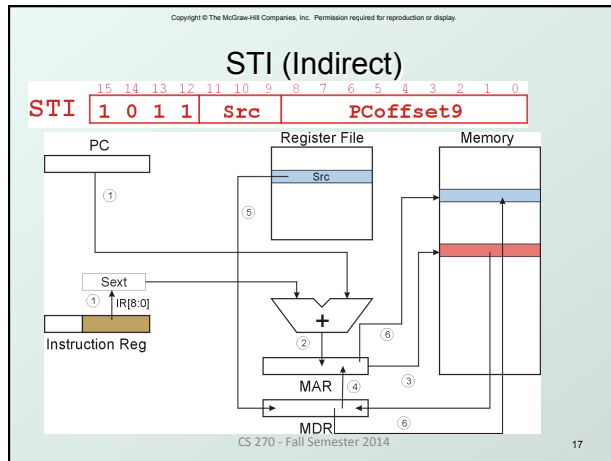 Copyright © The McGraw-Hill Companies, Inc. Permission required for reproduction or display.
STI (Indirect)
15 14 13 12 11 10 9 8 7 6 5 4 3 2 1 0
STI 1 0 1 1 Src PCoffset9
PC
Register File
Memory
Src
1
5
Sext
1
IR[8:0]
+
6
Instruction Reg
2
3
MAR
4
MDR
6
CS 270 - Fall Semester 2014
17